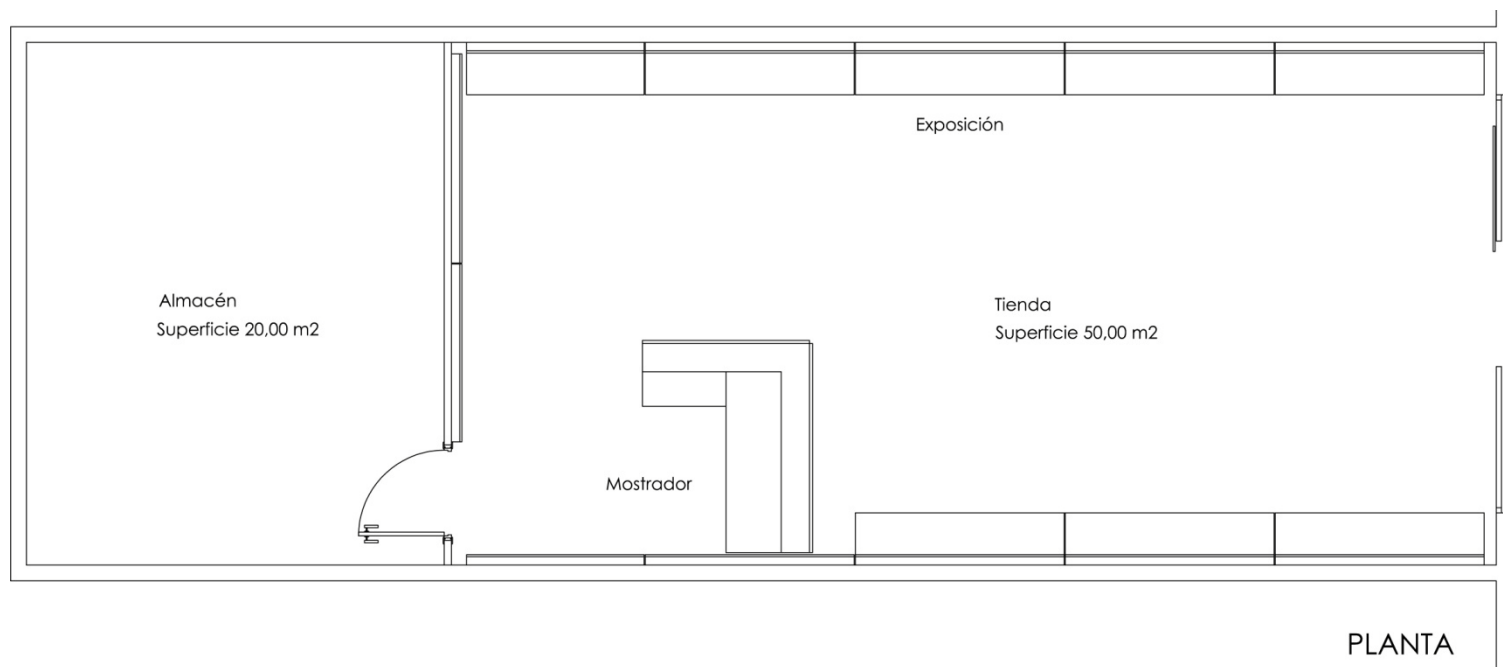 Exposición
Almacén
Superficie 20,00 m2
Tienda
Superficie 50,00 m2
Mostrador
PLANTA